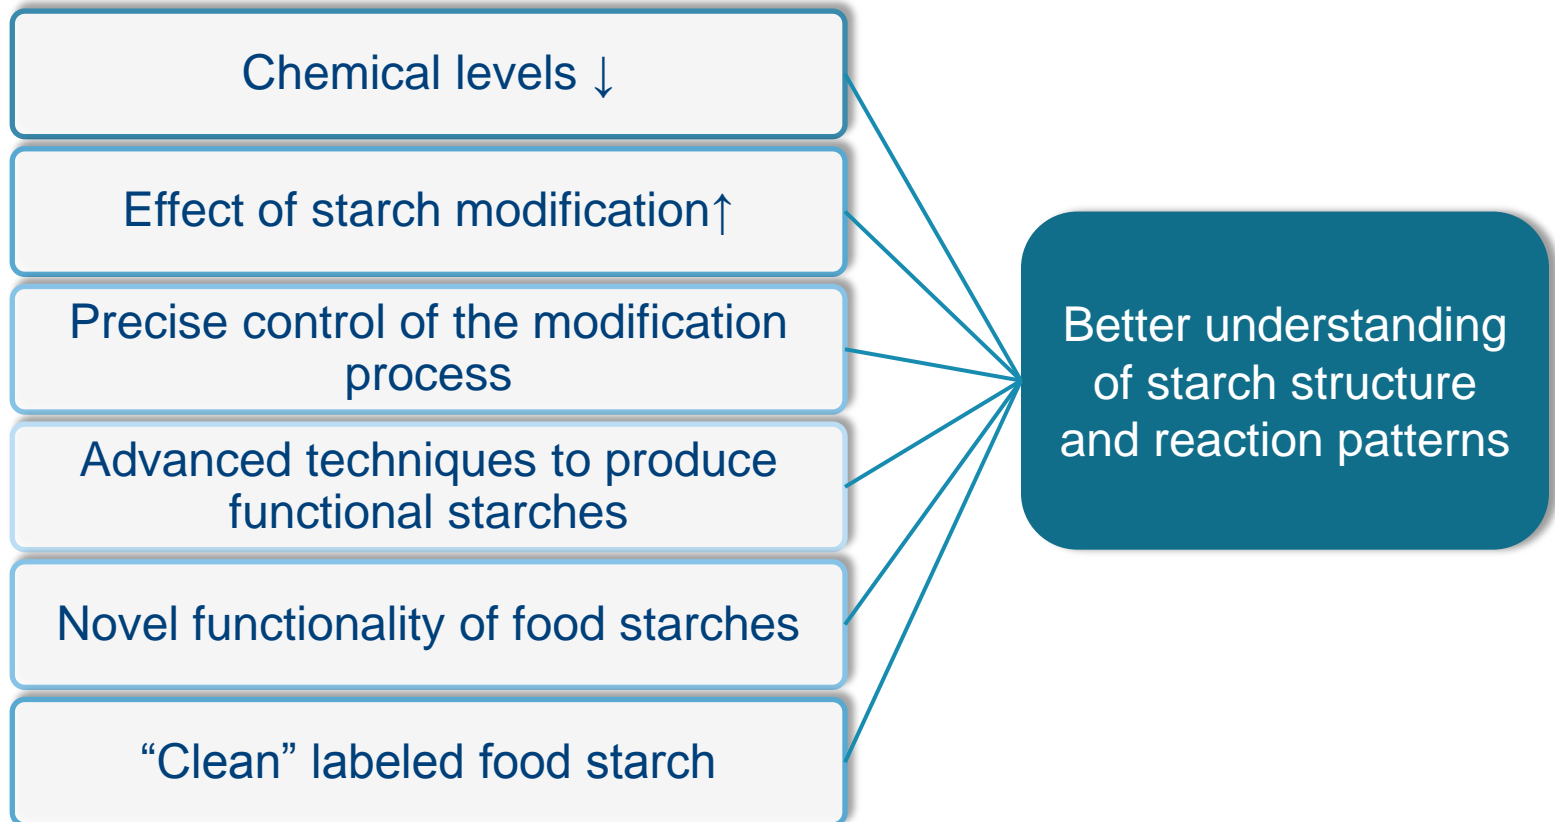 Chemical levels ↓
Effect of starch modification↑
Precise control of the modification
process
Advanced techniques to produce
functional starches
Novel functionality of food starches
“Clean” labeled food starch
Better understanding
of starch structure
and reaction patterns